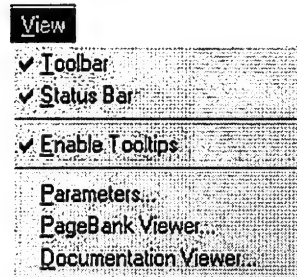 View
Toolbar
Status Bar
Enable Tooltips
Parameters...
PageBank Viewer...
Documentation Viewer...